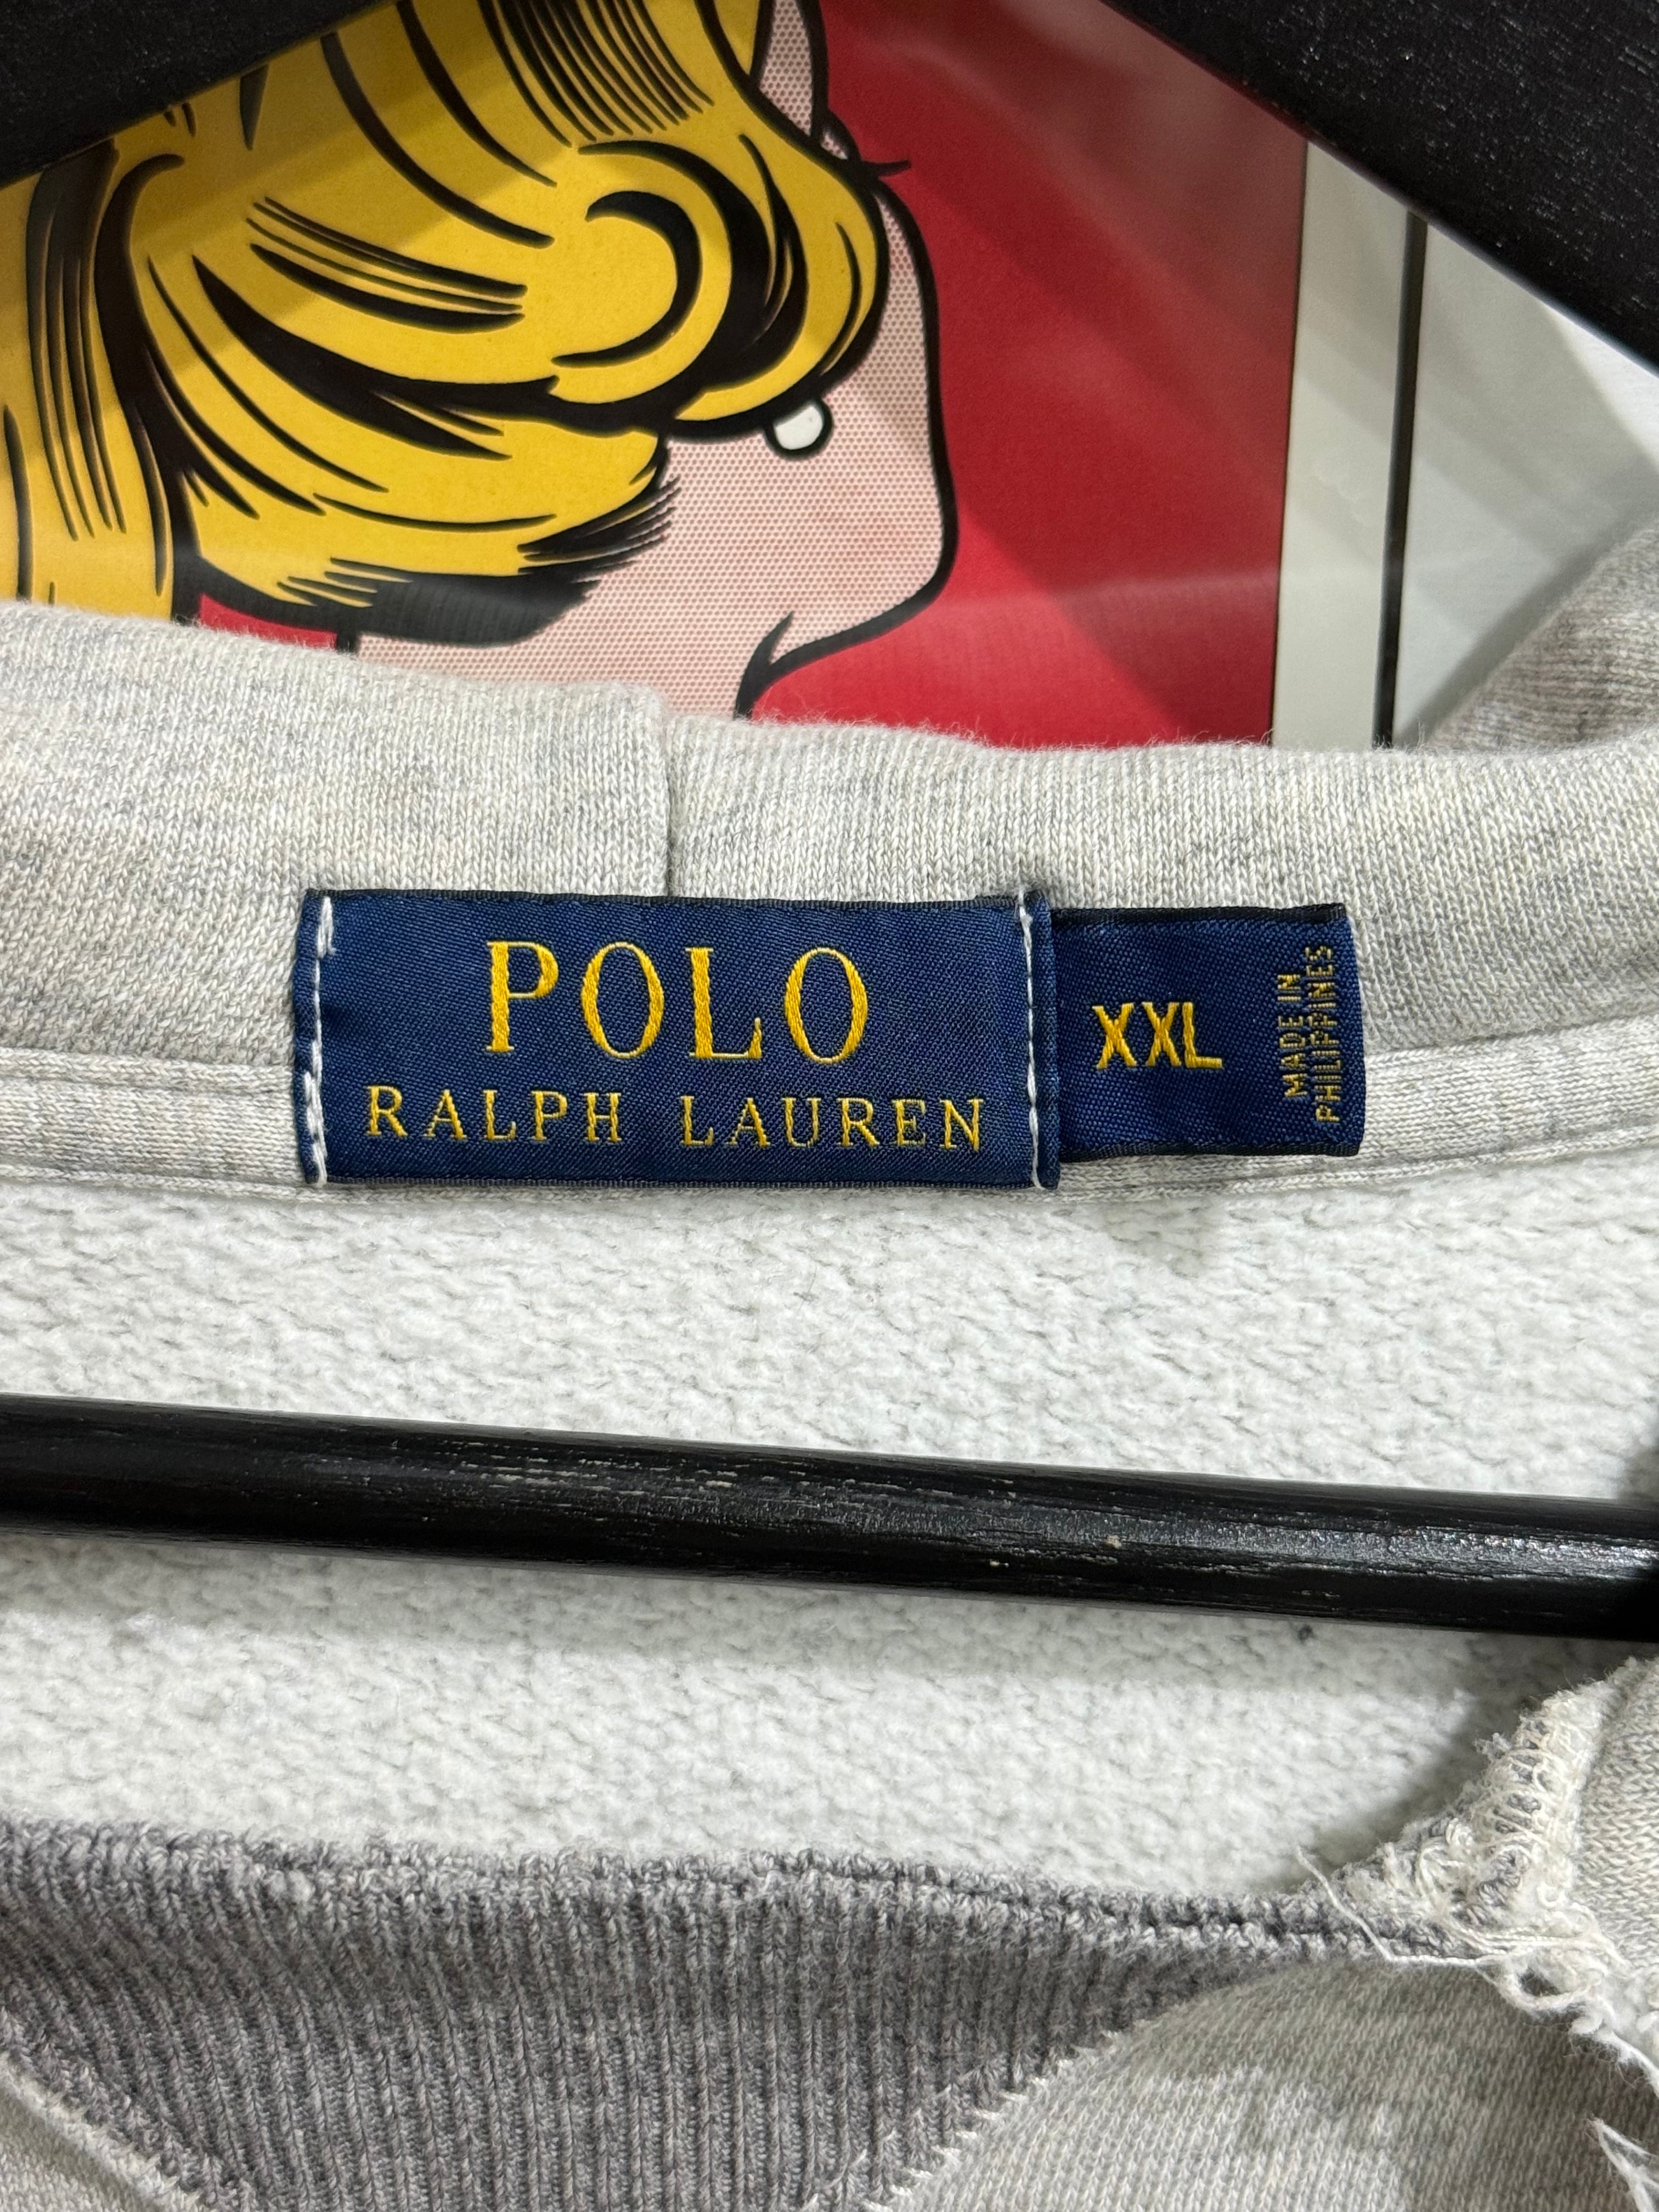 POLO
RALPH LAUREN
XXL
MADE IN
PHILIPPINES